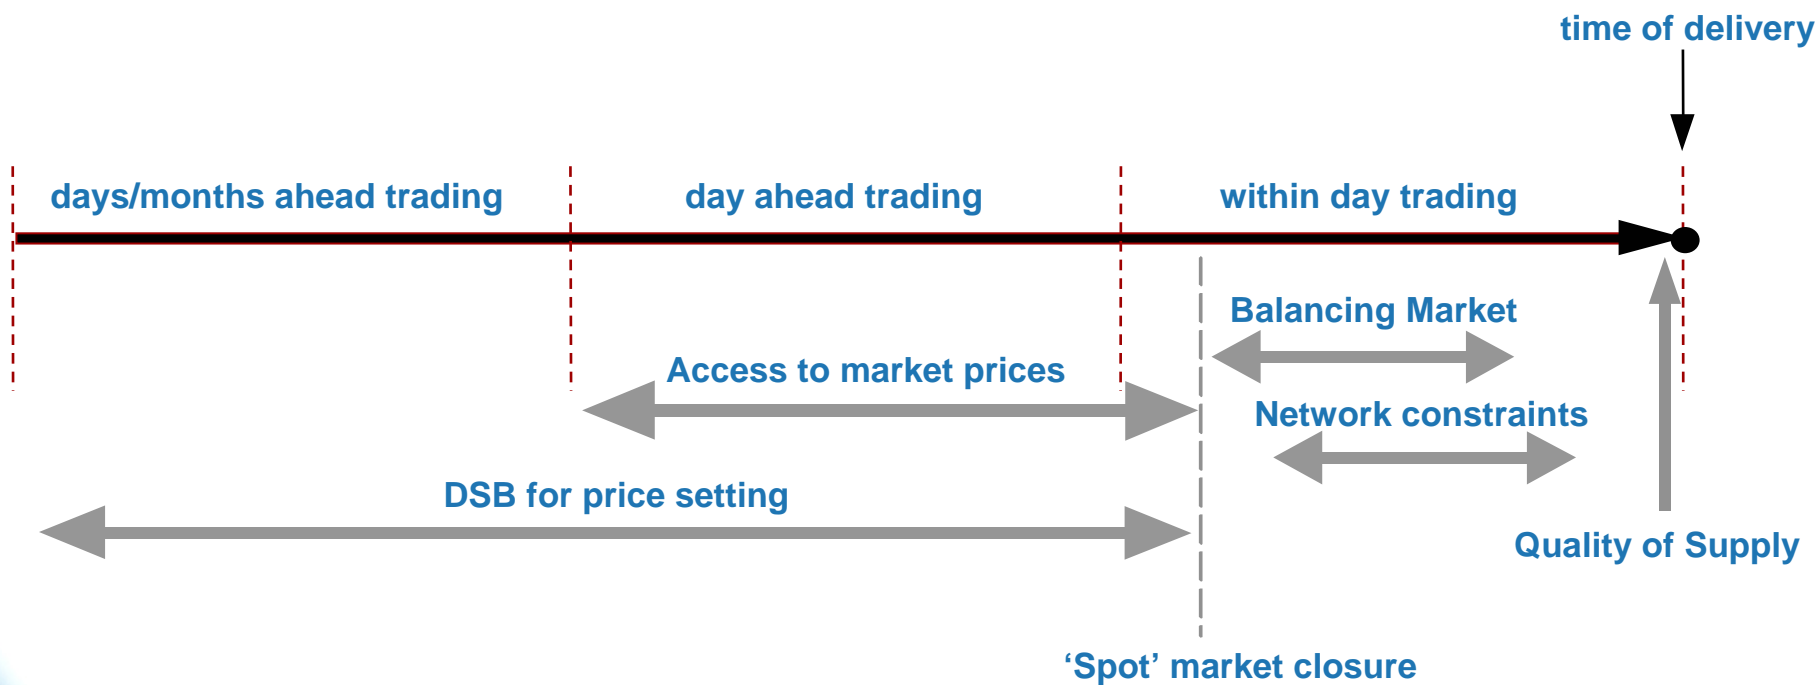 time of delivery
days/months ahead trading
day ahead trading
within day trading
Balancing Market
Access to market prices
Network constraints
DSB for price setting
Quality of Supply
‘Spot’ market closure